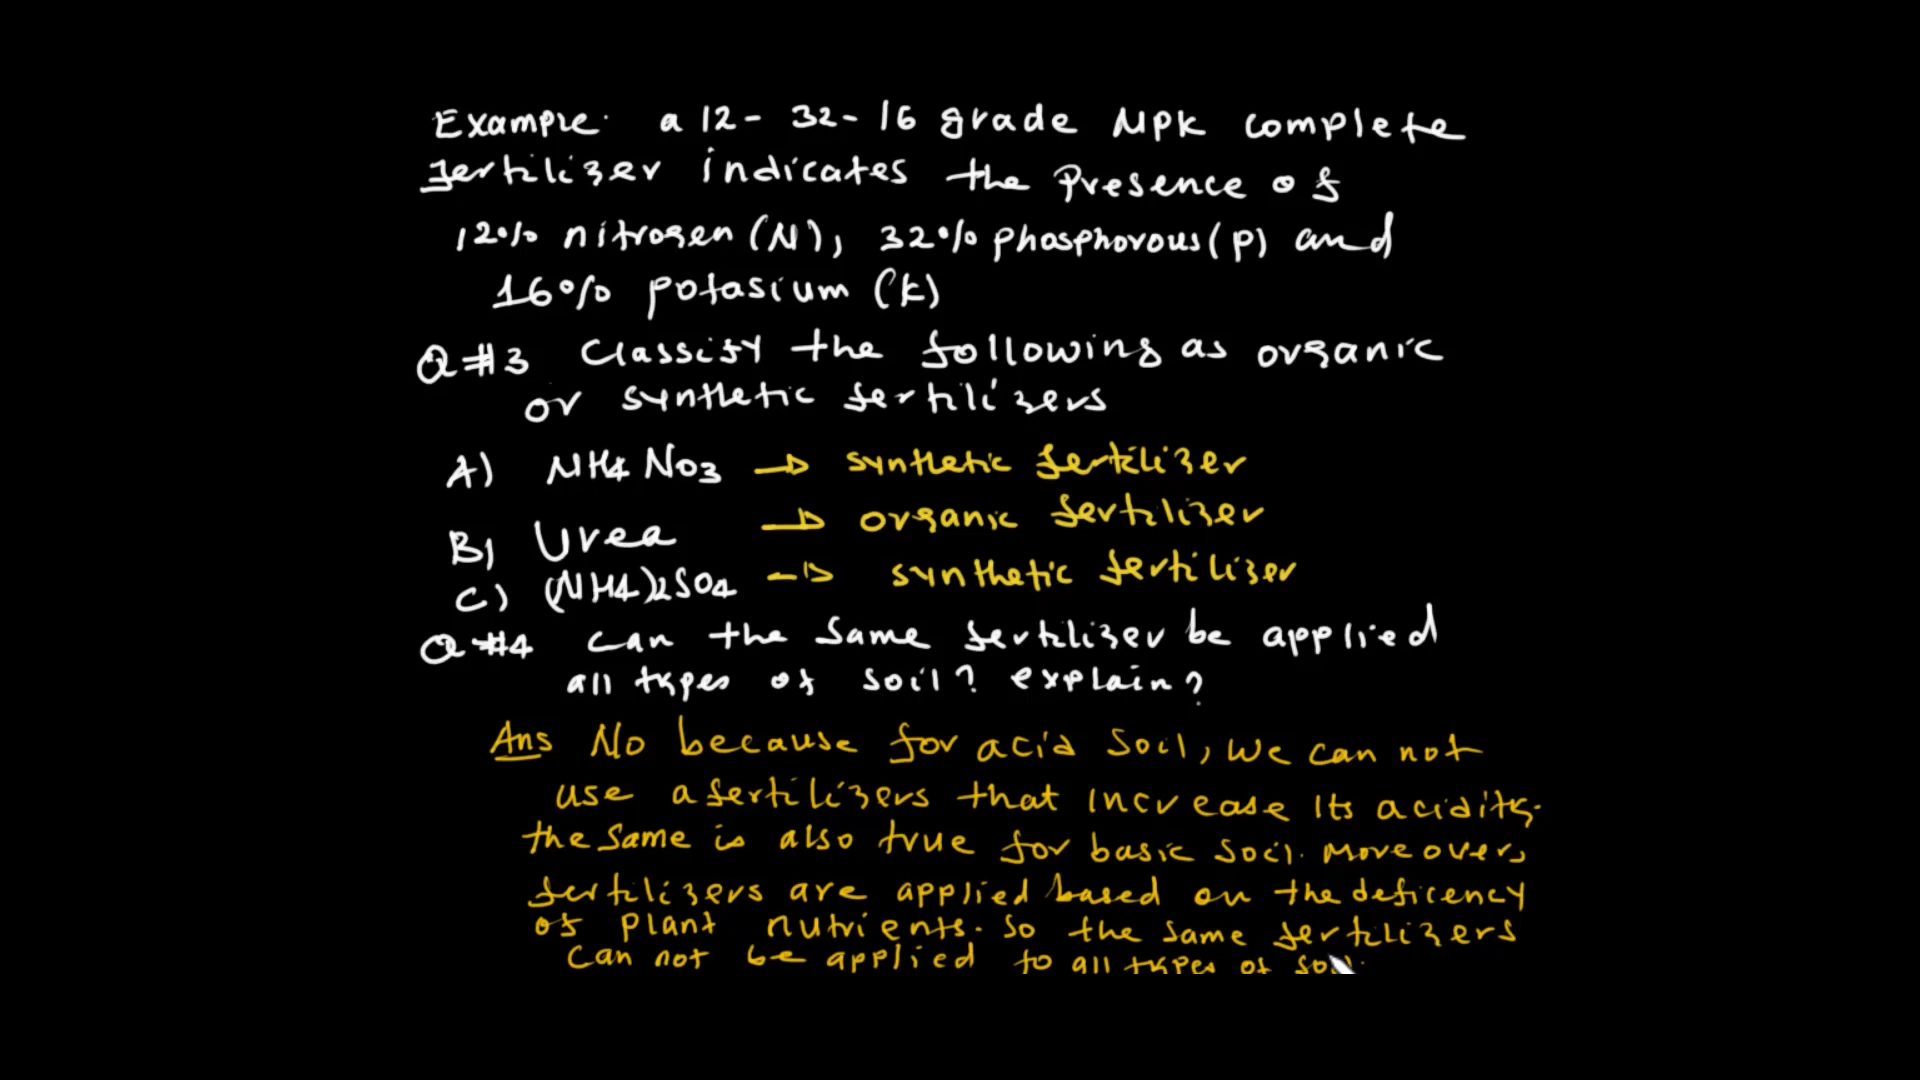 Example. a 12- 32-16 grade NPK complete
fertilizer indicates the presence of
12% nitrogen (N), 32% phosphorous (p) and
16% potasium (K)
Q#3 Classify the following as organic
or synthetic fertilizers
A) NH4NO3 → synthetic fertilizer
B) Urea → organic fertilizer
C) (NH4)2SO4 → synthetic fertilizer
Q#4 can the same fertilizer be applied
all types of soil? explain?
Ans No because for acid soil, we can not
use a fertilizers that increase its acidity.
the same is also true for basic soil. Moreover,
fertilizers are applied based on the deficency
of plant nutrients. So the same fertilizers
can not be applied to all types of soil.